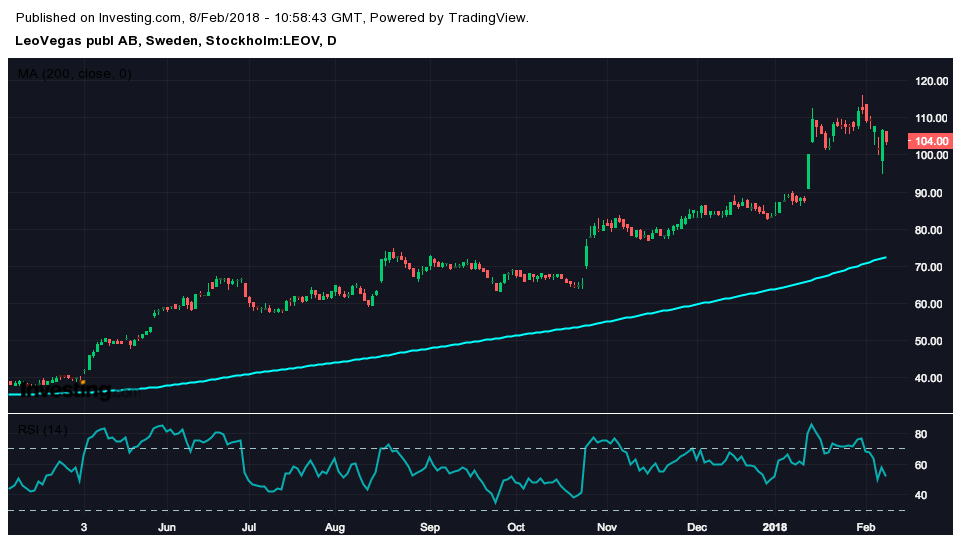 Published on Investing.com, 8/Feb/2018 - 10:58:43 GMT, Powered by TradingView.
LeoVegas publ AB, Sweden, Stockholm:LEOV, D
MA (200, close, 0)
120.00
110.00
104.00
100.00
90.00
80.00
70.00
60.00
50.00
40.00
Investing.com
RSI (14)
80
60
40
3 Jun Jul Aug Sep Oct Nov Dec 2018 Feb